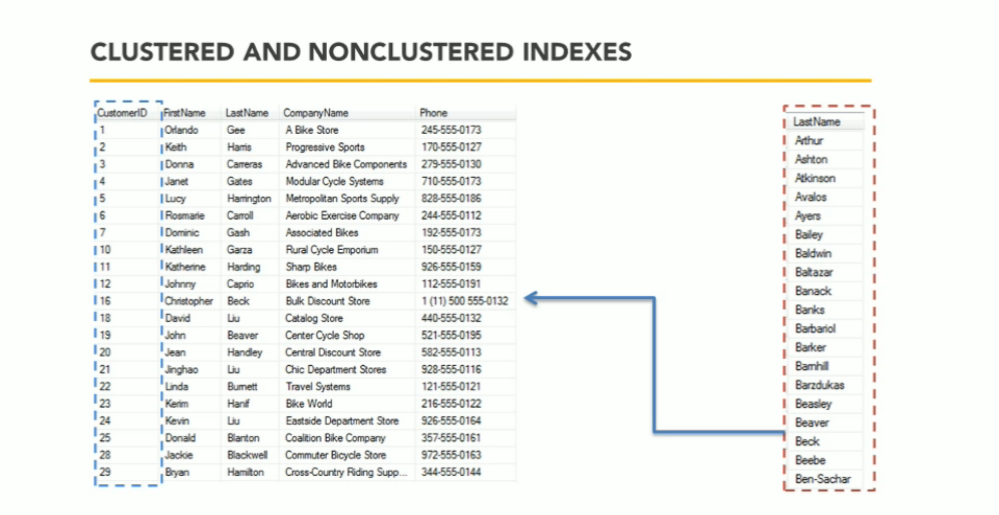 CLUSTERED AND NONCLUSTERED INDEXES
CustomerID FirstName LastName CompanyName Phone
1 Orlando Gee A Bike Store 245-555-0173
2 Keith Harris Progressive Sports 170-555-0127
3 Donna Carreras Advanced Bike Components 279-555-0130
4 Janet Gates Modular Cycle Systems 710-555-0173
5 Lucy Harrington Metropolitan Sports Supply 828-555-0186
6 Rosmarie Carroll Aerobic Exercise Company 244-555-0112
7 Dominic Gash Associated Bikes 192-555-0173
10 Kathleen Garza Rural Cycle Emporium 150-555-0127
11 Katherine Harding Sharp Bikes 926-555-0159
12 Johnny Caprio Bikes and Motorbikes 112-555-0191
16 Christopher Beck Bulk Discount Store 1 (11) 500 555-0132
18 David Liu Catalog Store 440-555-0132
19 John Beaver Center Cycle Shop 521-555-0195
20 Jean Handley Central Discount Store 582-555-0113
21 Jinghao Liu Chic Department Stores 928-555-0116
22 Linda Burnett Travel Systems 121-555-0121
23 Kerim Hanif Bike World 216-555-0122
24 Kevin Liu Eastside Department Store 926-555-0164
25 Donald Blanton Coalition Bike Company 357-555-0161
28 Jackie Blackwell Commuter Bicycle Store 972-555-0163
29 Bryan Hamilton Cross-Country Riding Supp... 344-555-0144
LastName
Arthur
Ashton
Atkinson
Avalos
Ayers
Bailey
Baldwin
Baltazar
Banack
Banks
Barbariol
Barker
Barnhill
Barzdukas
Beasley
Beaver
Beck
Beebe
Ben-Sachar